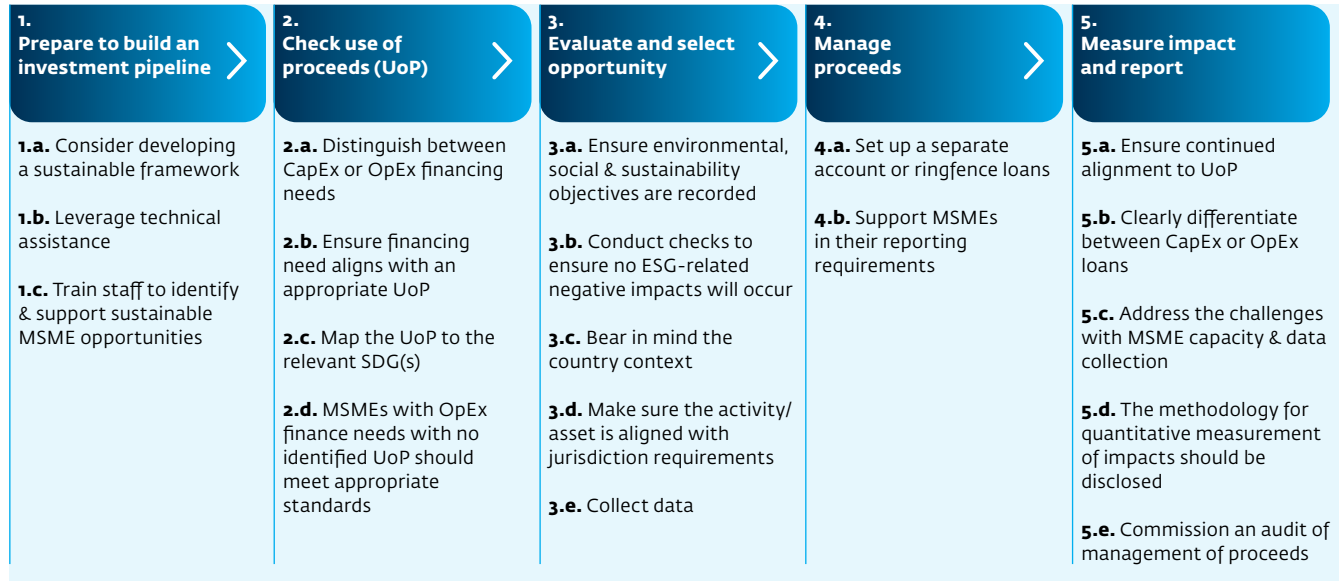 1.
Prepare to build an
investment pipeline
1.a. Consider developing
a sustainable framework
1.b. Leverage technical
assistance
1.c. Train staff to identify
& support sustainable
MSME opportunities
2.
Check use of
proceeds (UoP)
2.a. Distinguish between
CapEx or OpEx financing
needs
2.b. Ensure financing
need aligns with an
appropriate UoP
2.c. Map the UoP to the
relevant SDG(s)
2.d. MSMEs with OpEx
finance needs with no
identified UoP should
meet appropriate
standards
3.
Evaluate and select
opportunity
3.a. Ensure environmental,
social & sustainability
objectives are recorded
3.b. Conduct checks to
ensure no ESG-related
negative impacts will occur
3.c. Bear in mind the
country context
3.d. Make sure the activity/
asset is aligned with
jurisdiction requirements
3.e. Collect data
4.
Manage
proceeds
4.a. Set up a separate
account or ringfence loans
4.b. Support MSMEs
in their reporting
requirements
5.
Measure impact
and report
5.a. Ensure continued
alignment to UoP
5.b. Clearly differentiate
between CapEx or OpEx
loans
5.c. Address the challenges
with MSME capacity & data
collection
5.d. The methodology for
quantitative measurement
of impacts should be
disclosed
5.e. Commission an audit of
management of proceeds